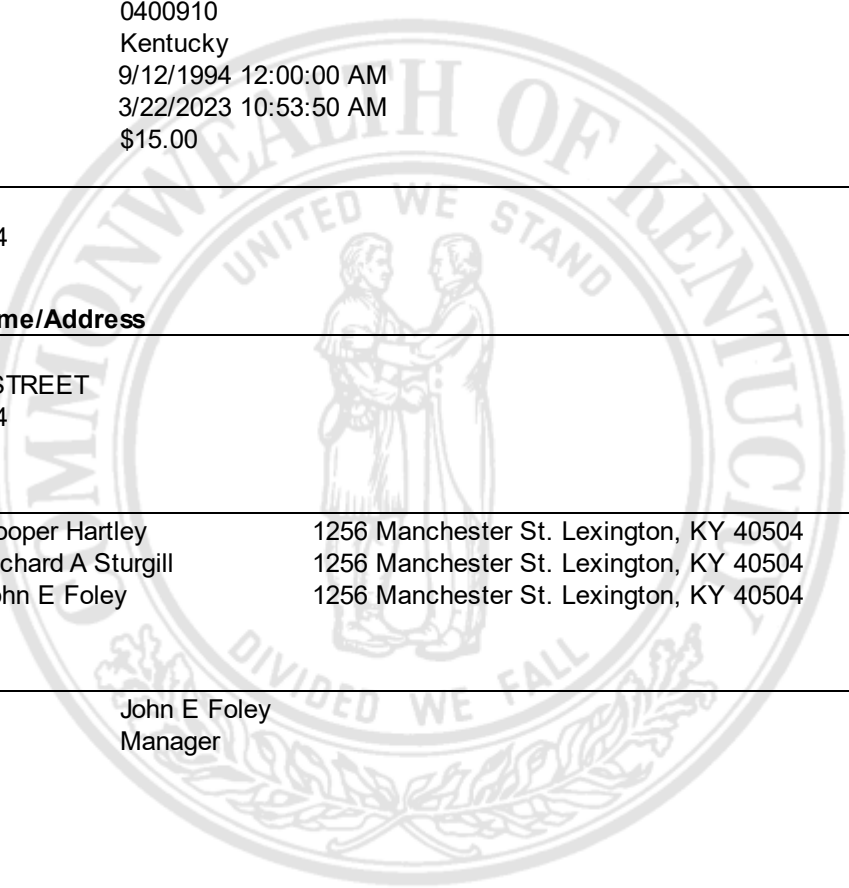 0400910
Kentucky
9/12/1994 12:00:00 AM
3/22/2023 10:53:50 AM
$15.00
4
me/Address
STREET
4
ooper Hartley 1256 Manchester St. Lexington, KY 40504
chard A Sturgill 1256 Manchester St. Lexington, KY 40504
ohn E Foley 1256 Manchester St. Lexington, KY 40504
John E Foley
Manager
COMMONWEALTH OF KENTUCKY
UNITED WE STAND
DIVIDED WE FALL